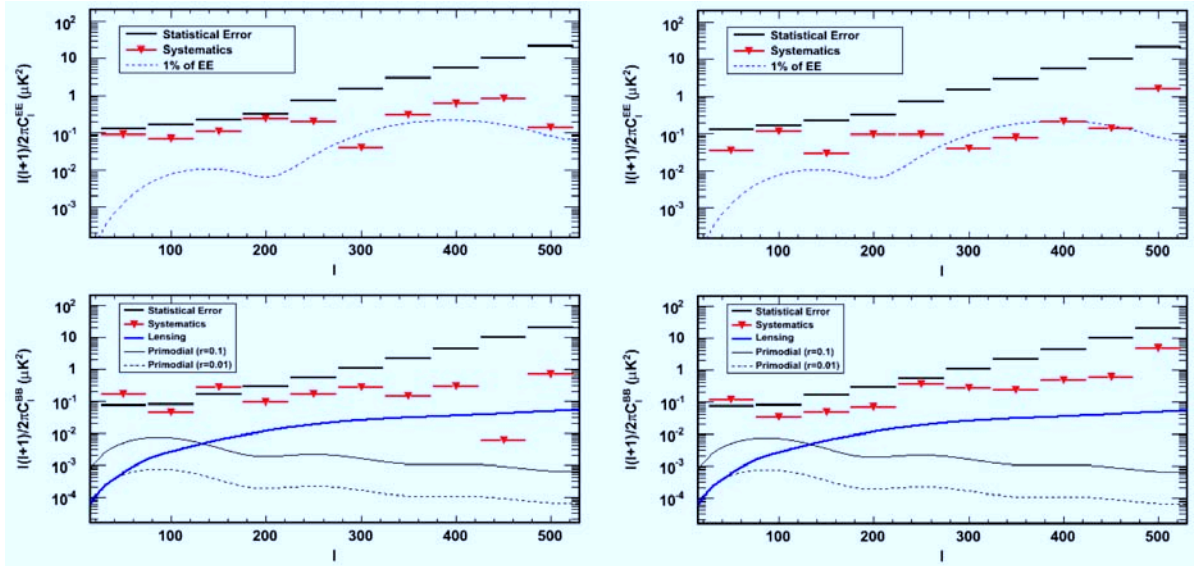 l(l+1)/2πC_l^EE (μK²)
10²
10
1
10⁻¹
10⁻²
10⁻³
Statistical Error
Systematics
1% of EE
100 200 300 400 500
l
l(l+1)/2πC_l^EE (μK²)
10²
10
1
10⁻¹
10⁻²
10⁻³
Statistical Error
Systematics
1% of EE
100 200 300 400 500
l
l(l+1)/2πC_l^BB (μK²)
10²
10
1
10⁻¹
10⁻²
10⁻³
10⁻⁴
Statistical Error
Systematics
Lensing
Primodial (r=0.1)
Primodial (r=0.01)
100 200 300 400 500
l
l(l+1)/2πC_l^BB (μK²)
10²
10
1
10⁻¹
10⁻²
10⁻³
10⁻⁴
Statistical Error
Systematics
Lensing
Primodial (r=0.1)
Primodial (r=0.01)
100 200 300 400 500
l